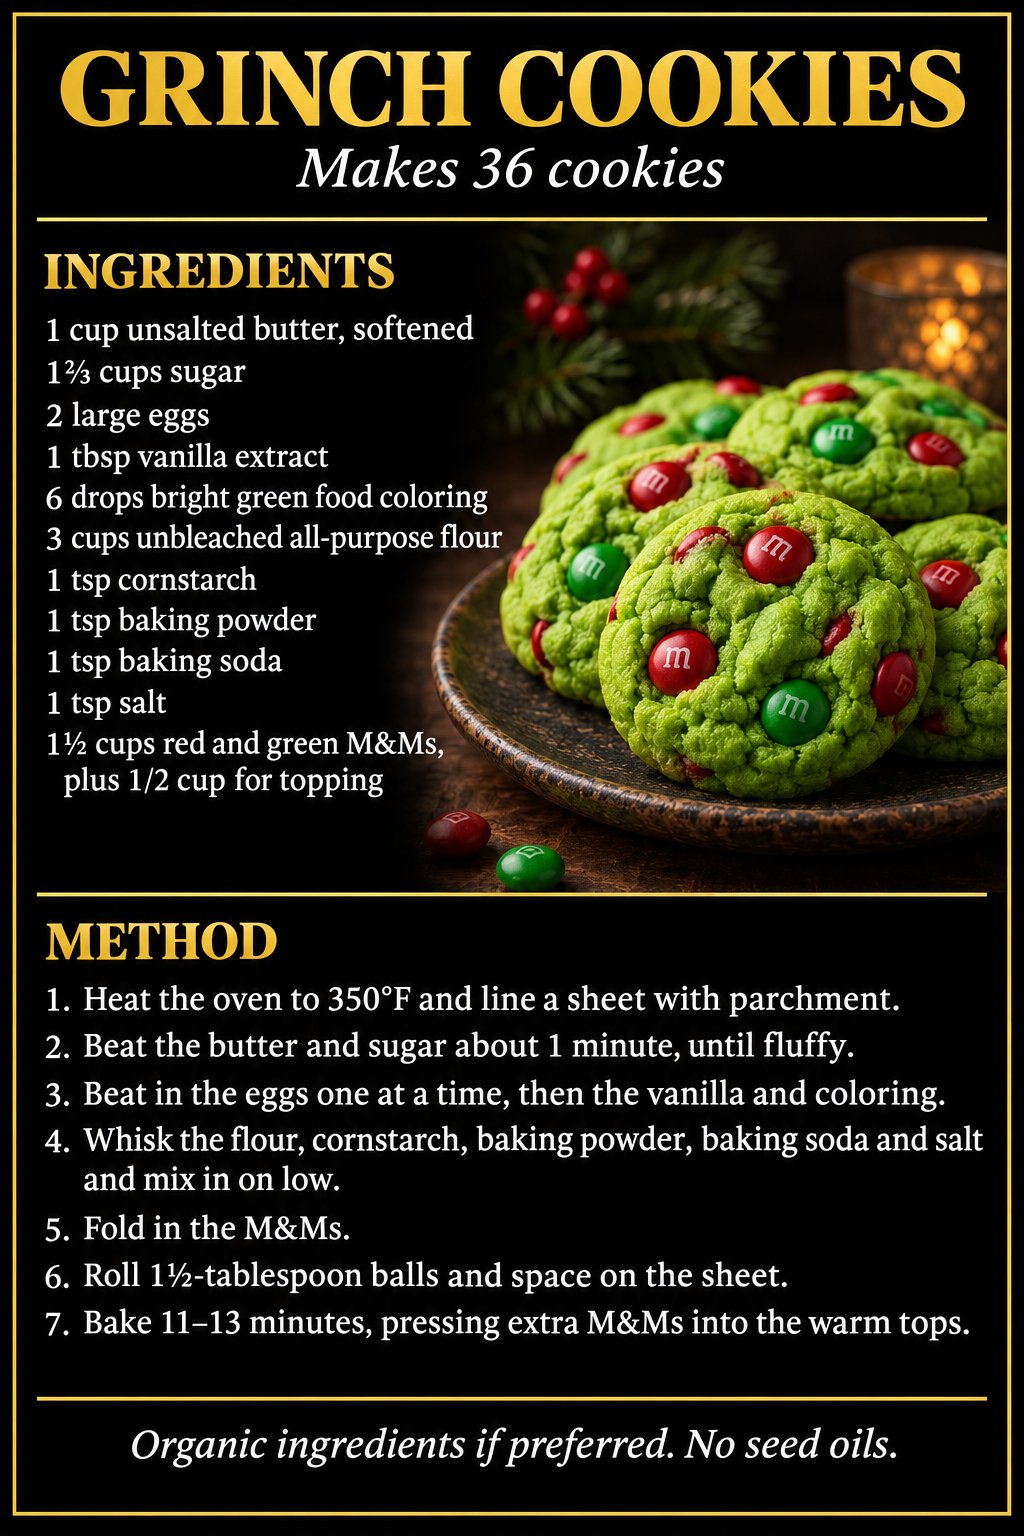 GRINCH COOKIES
Makes 36 cookies
INGREDIENTS
1 cup unsalted butter, softened
1⅔ cups sugar
2 large eggs
1 tbsp vanilla extract
6 drops bright green food coloring
3 cups unbleached all-purpose flour
1 tsp cornstarch
1 tsp baking powder
1 tsp baking soda
1 tsp salt
1½ cups red and green M&Ms,
plus 1/2 cup for topping
m
m
m
m
m
m
m
METHOD
1. Heat the oven to 350°F and line a sheet with parchment.
2. Beat the butter and sugar about 1 minute, until fluffy.
3. Beat in the eggs one at a time, then the vanilla and coloring.
4. Whisk the flour, cornstarch, baking powder, baking soda and salt
and mix in on low.
5. Fold in the M&Ms.
6. Roll 1½-tablespoon balls and space on the sheet.
7. Bake 11–13 minutes, pressing extra M&Ms into the warm tops.
Organic ingredients if preferred. No seed oils.